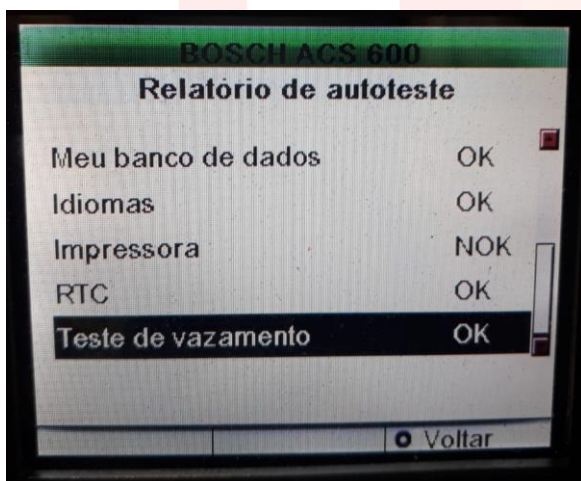 BOSCH ACS 600
Relatório de autoteste
Meu banco de dados OK
Idiomas OK
Impressora NOK
RTC OK
Teste de vazamento OK
Voltar